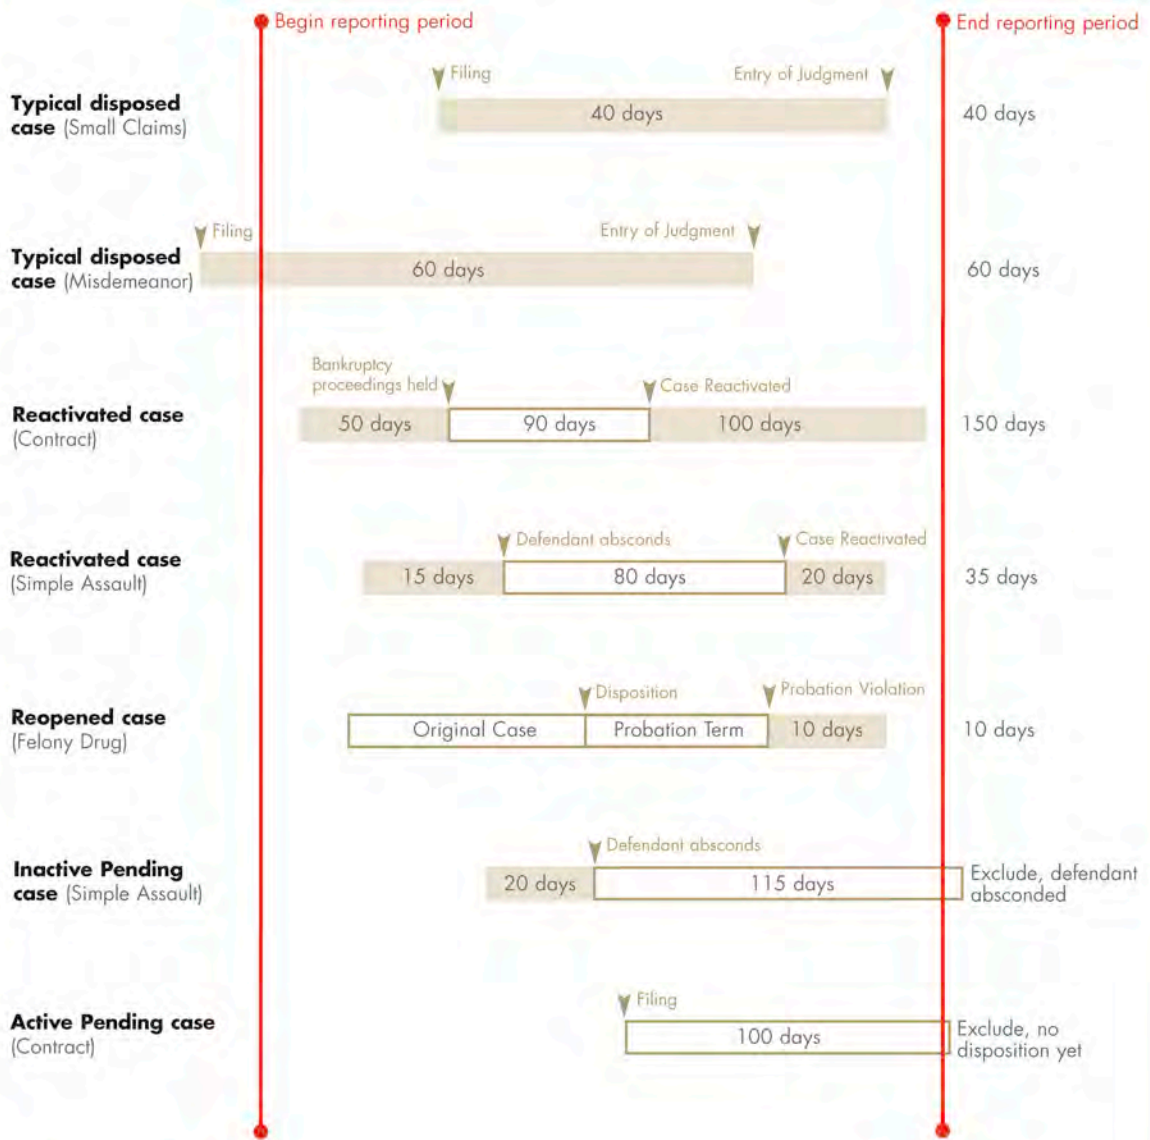 Begin reporting period
End reporting period
Filing
Entry of Judgment
Typical disposed
case (Small Claims)
40 days
40 days
Filing
Entry of Judgment
Typical disposed
case (Misdemeanor)
60 days
60 days
Bankruptcy
proceedings held
Case Reactivated
Reactivated case
(Contract)
50 days
90 days
100 days
150 days
Defendant absconds
Case Reactivated
Reactivated case
(Simple Assault)
15 days
80 days
20 days
35 days
Disposition
Probation Violation
Reopened case
(Felony Drug)
Original Case
Probation Term
10 days
10 days
Defendant absconds
Inactive Pending
case (Simple Assault)
20 days
115 days
Exclude, defendant
absconded
Filing
Active Pending case
(Contract)
100 days
Exclude, no
disposition yet